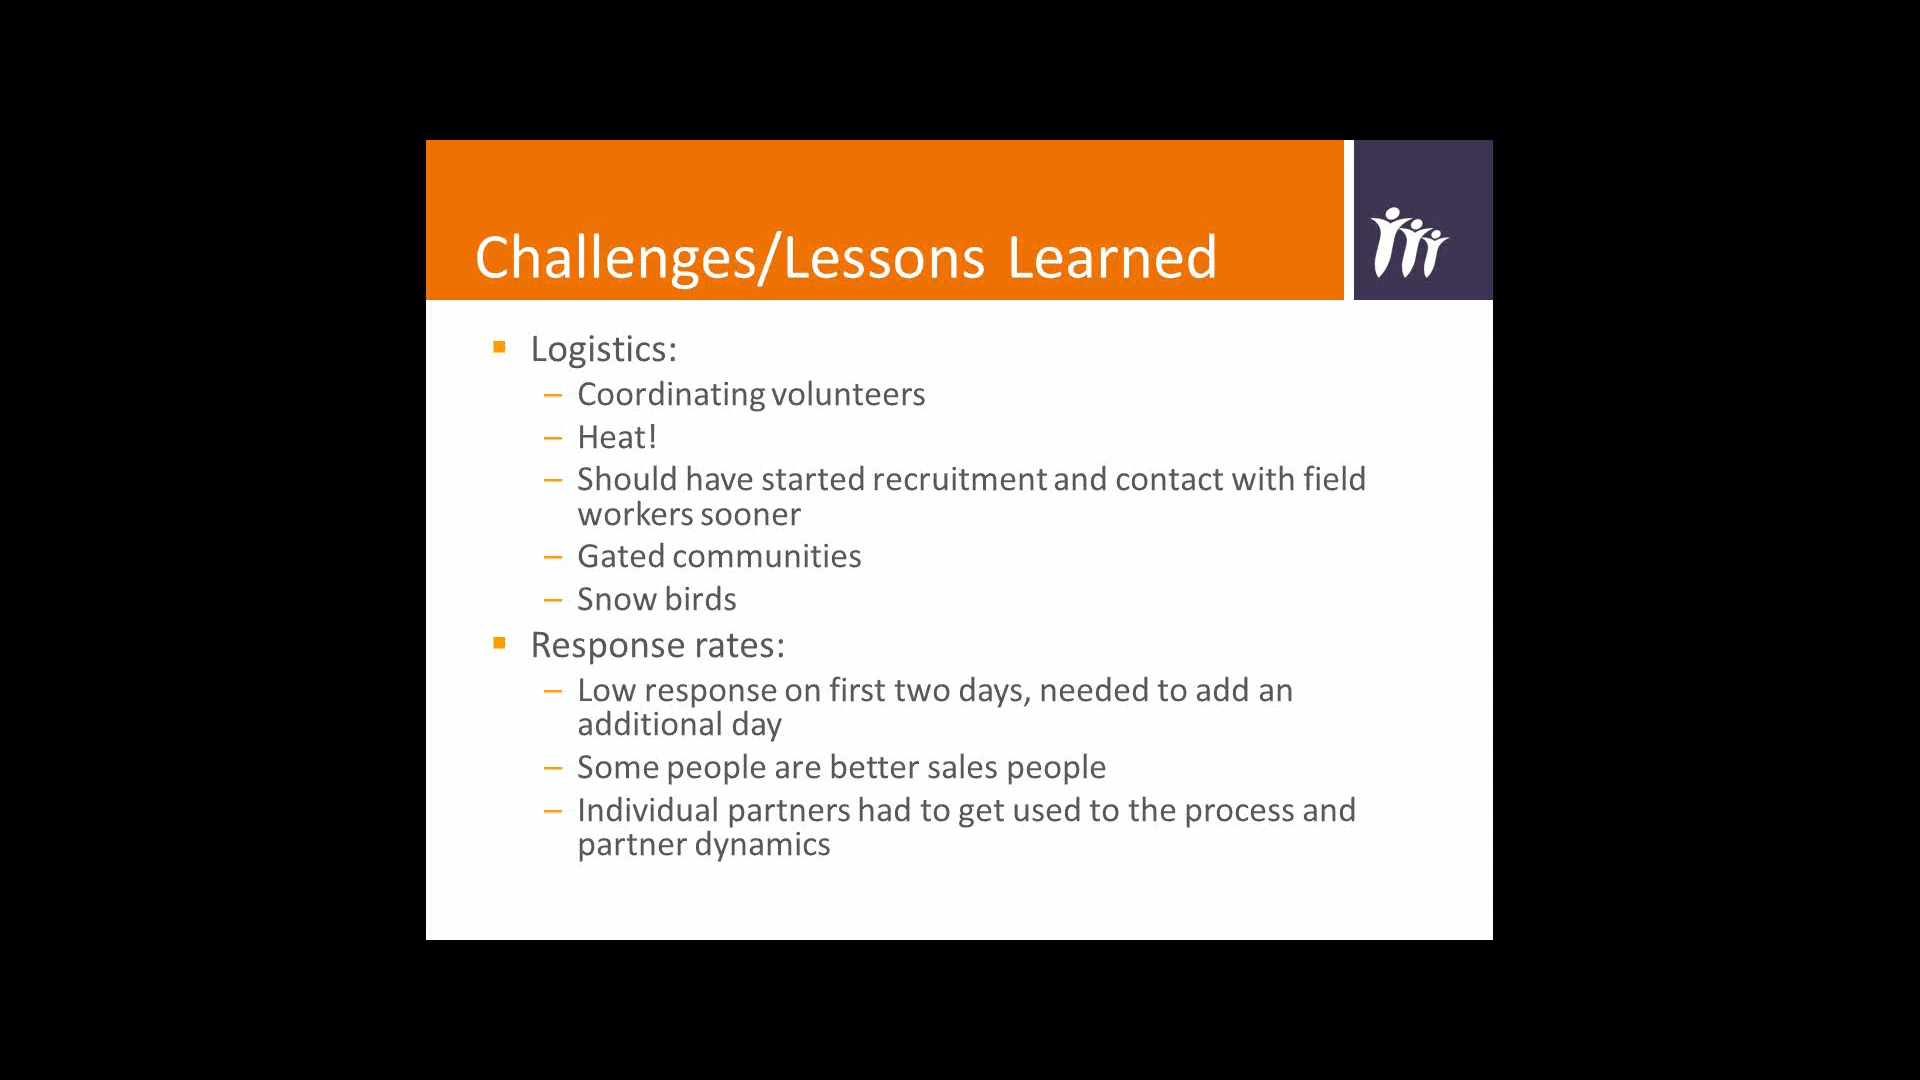 Challenges/Lessons Learned
▪ Logistics:
– Coordinating volunteers
– Heat!
– Should have started recruitment and contact with field
workers sooner
– Gated communities
– Snow birds
▪ Response rates:
– Low response on first two days, needed to add an
additional day
– Some people are better sales people
– Individual partners had to get used to the process and
partner dynamics